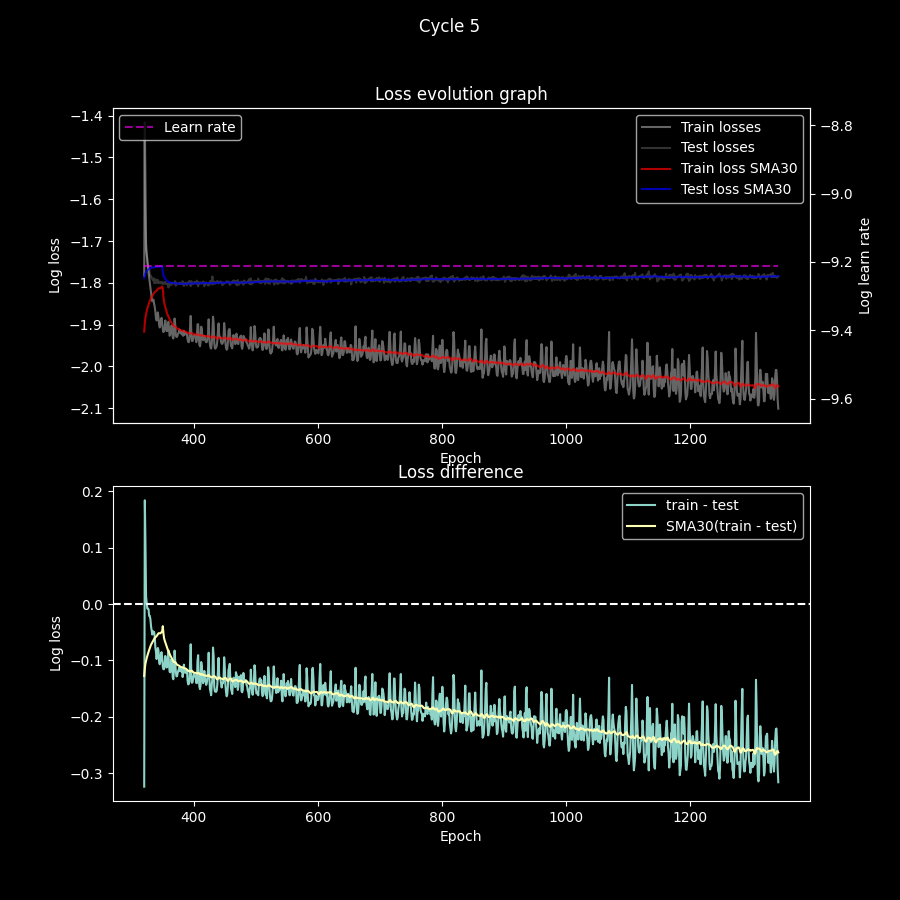 Cycle 5
Loss evolution graph
Learn rate
Train losses
Test losses
Train loss SMA30
Test loss SMA30
−1.4
−1.5
−1.6
−1.7
−1.8
−1.9
−2.0
−2.1
Log loss
−8.8
−9.0
−9.2
−9.4
−9.6
Log learn rate
400 600 800 1000 1200
Epoch
Loss difference
train - test
SMA30(train - test)
0.2
0.1
0.0
−0.1
−0.2
−0.3
Log loss
400 600 800 1000 1200
Epoch